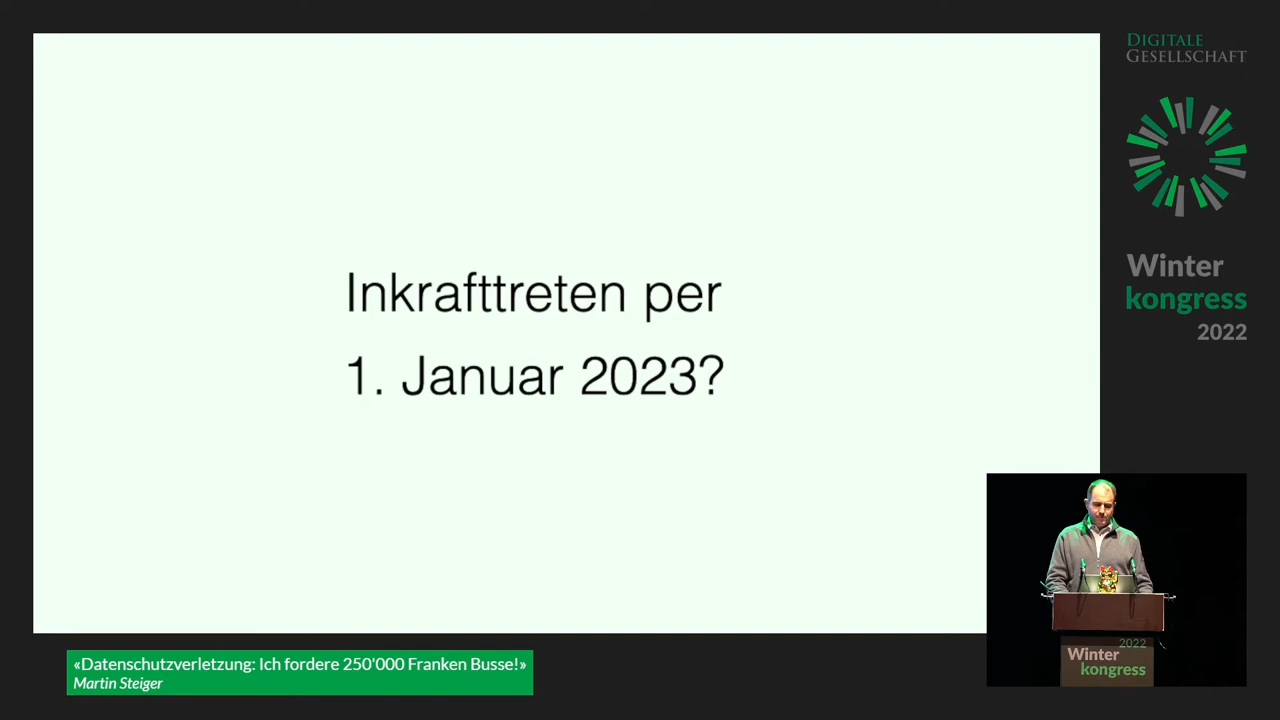 Inkrafttreten per
1. Januar 2023?
DIGITALE
GESELLSCHAFT
Winter
kongress
2022
2022
Winter
kongress
«Datenschutzverletzung: Ich fordere 250'000 Franken Busse!»
Martin Steiger